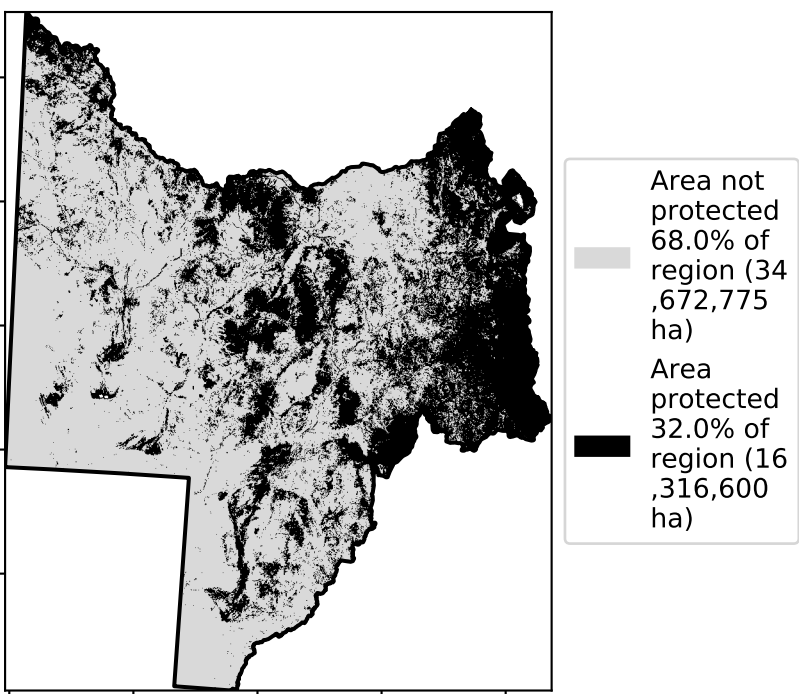 Area not
protected
68.0% of
region (34
,672,775
ha)
Area
protected
32.0% of
region (16
,316,600
ha)